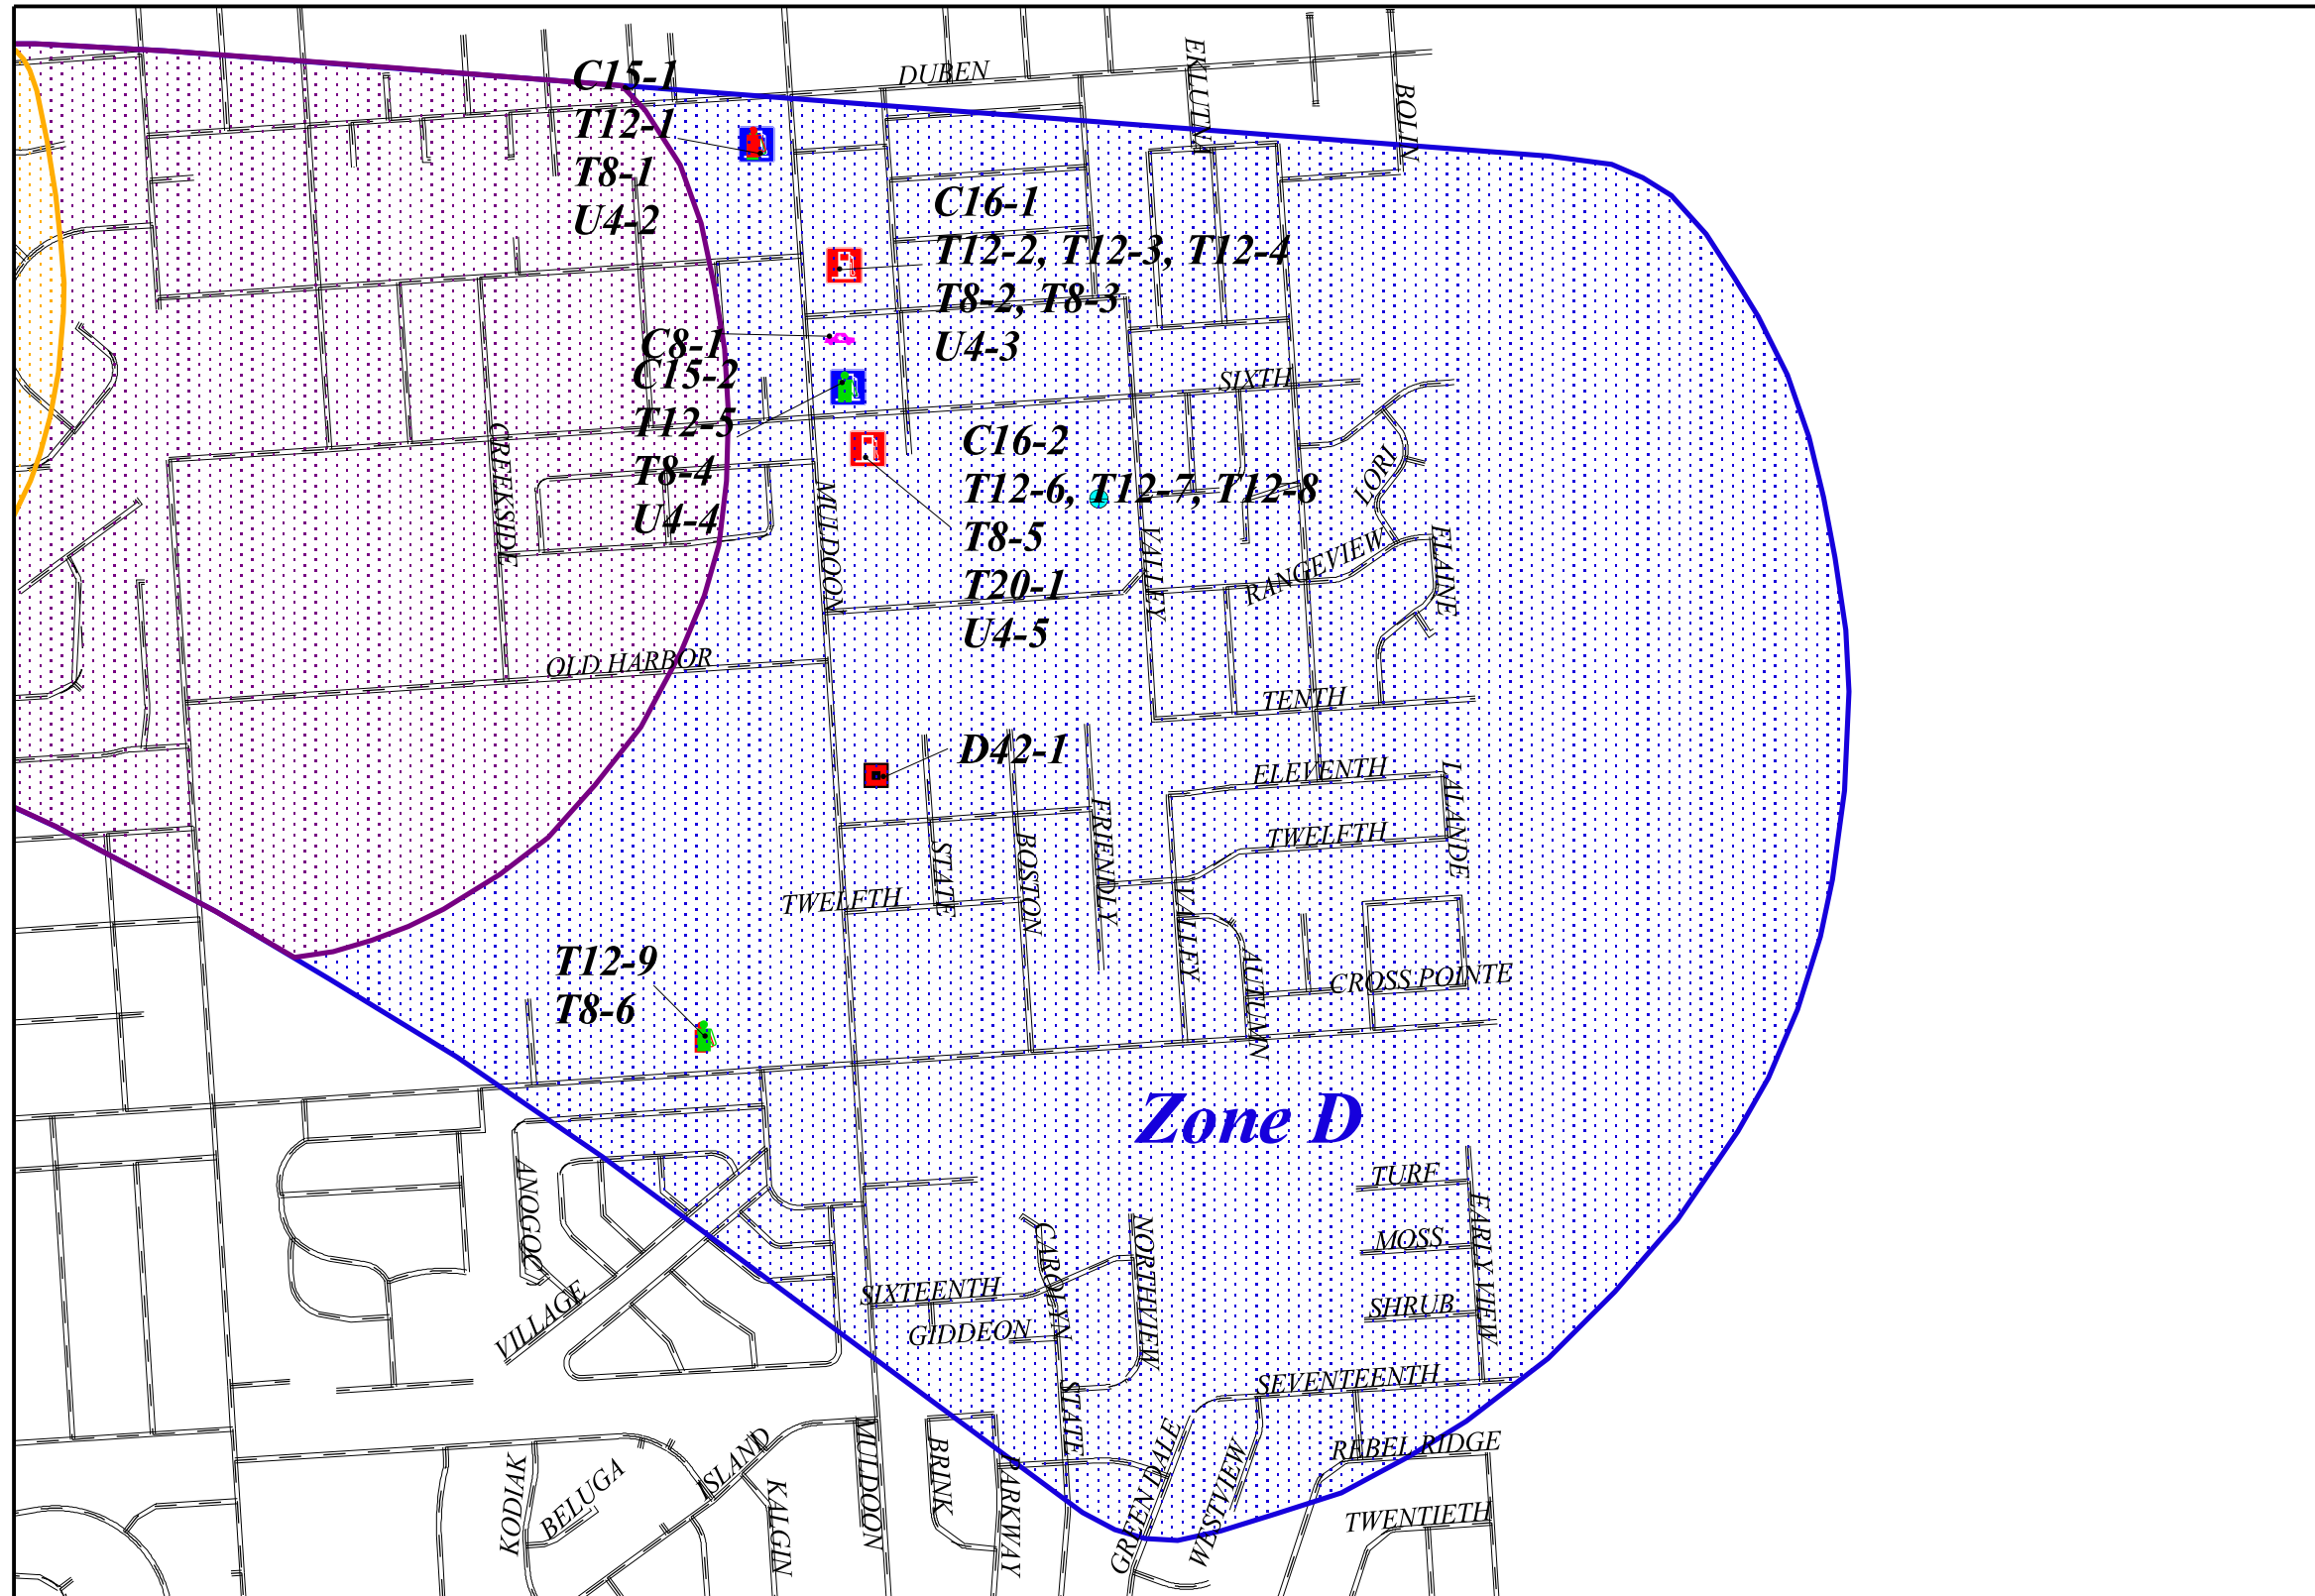 C15-1
T12-1
T8-1
U4-2
DUBEN
EKLUTNA
BOLIN
C16-1
T12-2, T12-3, T12-4
T8-2, T8-3
U4-3
C8-1
C15-2
T12-5
T8-4
U4-4
SIXTH
CREEKSIDE
MULDOON
C16-2
T12-6, T12-7, T12-8
T8-5
T20-1
U4-5
LORI
VALLEY
RANGEVIEW
ELAINE
OLD HARBOR
TENTH
D42-1
ELEVENTH
LALANDE
TWELFTH
STATE
BOSTON
FRIENDLY
TWELFTH
VALLEY
AUTUMN
CROSS POINTE
T12-9
T8-6
Zone D
ANOGOC
VILLAGE
TURF
MOSS
SHRUB
EARLY VIEW
CAROLYN
NORTHVIEW
SIXTEENTH
GIDDEON
SEVENTEENTH
STATE
KODIAK
BELUGA
ISLAND
KALGIN
MULDOON
BRINK
PARKWAY
GREENDALE
WESTVIEW
REBEL RIDGE
TWENTIETH